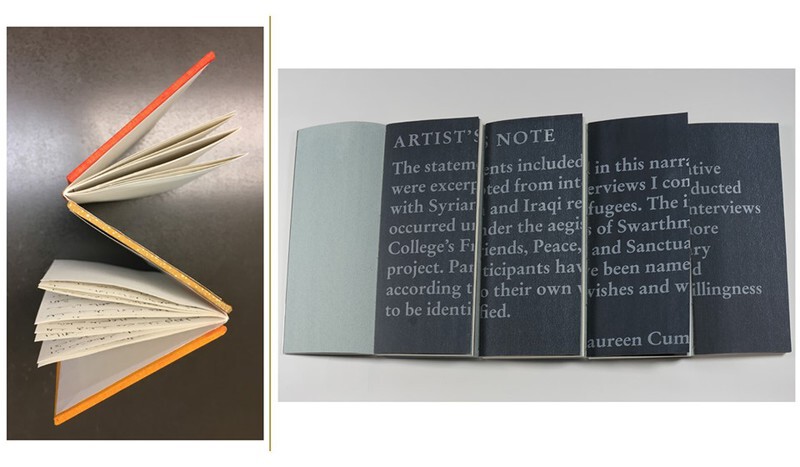 ARTIST'S NOTE
The statements included in this narrative
were excerpted from interviews I conducted
with Syrian and Iraqi refugees. The interviews
occurred under the aegis of Swarthmore
College's Friends, Peace, and Sanctuary
project. Participants have been named
according to their own wishes and willingness
to be identified.
aureen Cum